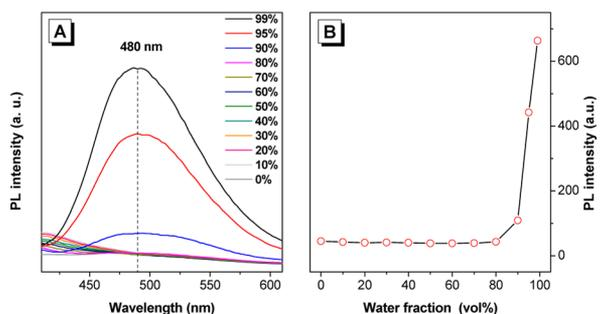 A
480 nm
99%
95%
90%
80%
70%
60%
50%
40%
30%
20%
10%
0%
PL intensity (a. u.)
450 500 550 600
Wavelength (nm)
B
600
400
200
0
PL intensity (a. u.)
0 20 40 60 80 100
Water fraction (vol%)